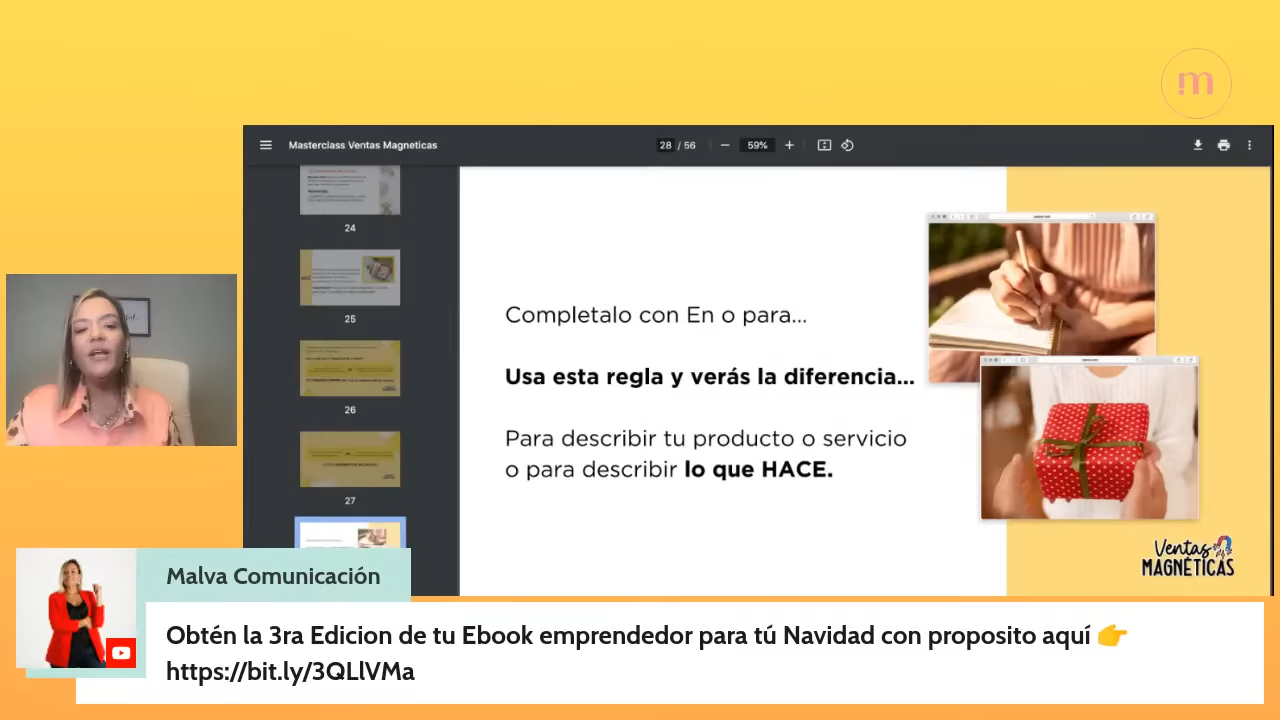 m
Masterclass Ventas Magneticas
28 / 56
59%
24
25
26
27
Completalo con En o para...
Usa esta regla y verás la diferencia...
Para describir tu producto o servicio
o para describir lo que HACE.
Ventas
MAGNÉTICAS
Malva Comunicación
Obtén la 3ra Edicion de tu Ebook emprendedor para tú Navidad con proposito aquí 👉
https://bit.ly/3QLlVMa